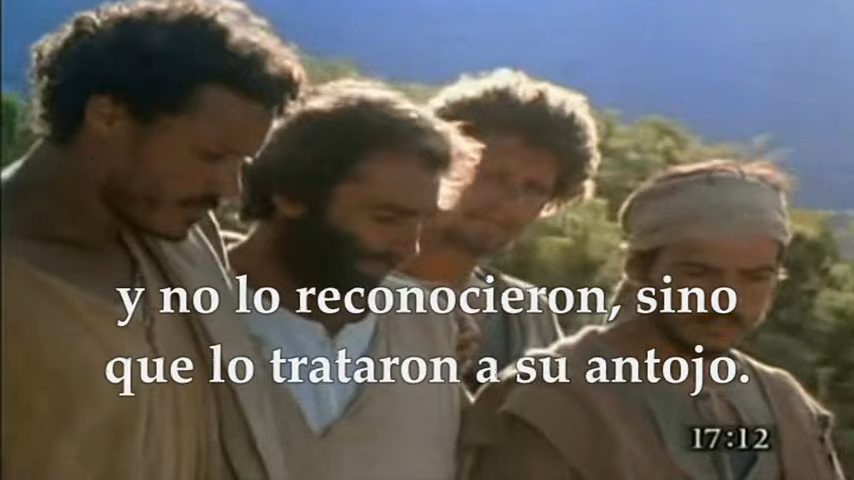 y no lo reconocieron, sino
que lo trataron a su antojo.
17:12